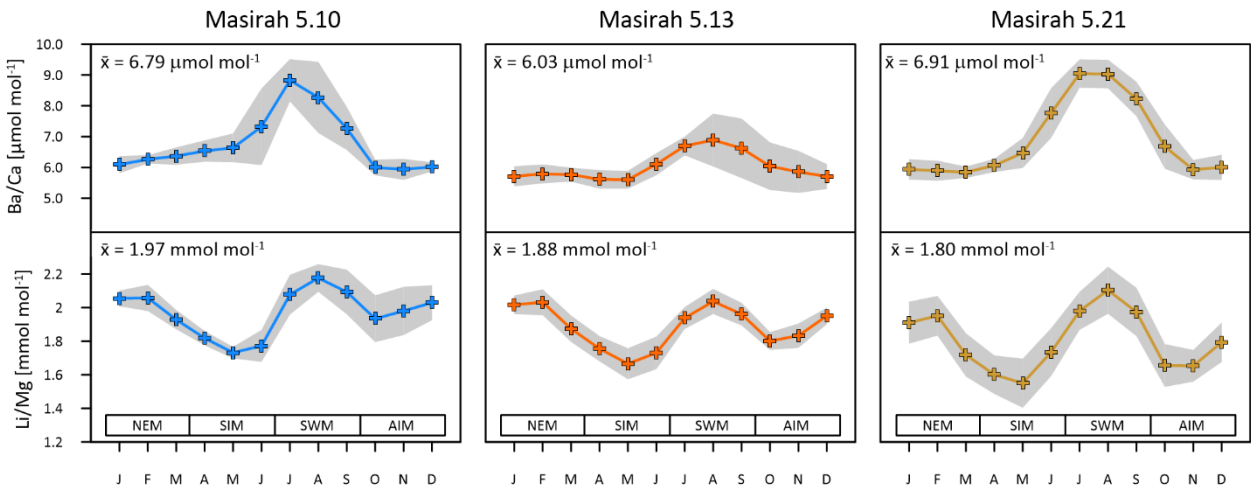 Masirah 5.10
Masirah 5.13
Masirah 5.21
Ba/Ca [µmol mol⁻¹]
10.0
9.0
8.0
7.0
6.0
5.0
x̄ = 6.79 µmol mol⁻¹
x̄ = 6.03 µmol mol⁻¹
x̄ = 6.91 µmol mol⁻¹
Li/Mg [mmol mol⁻¹]
2.2
2
1.8
1.6
1.4
1.2
x̄ = 1.97 mmol mol⁻¹
x̄ = 1.88 mmol mol⁻¹
x̄ = 1.80 mmol mol⁻¹
NEM SIM SWM AIM
NEM SIM SWM AIM
NEM SIM SWM AIM
J F M A M J J A S O N D
J F M A M J J A S O N D
J F M A M J J A S O N D